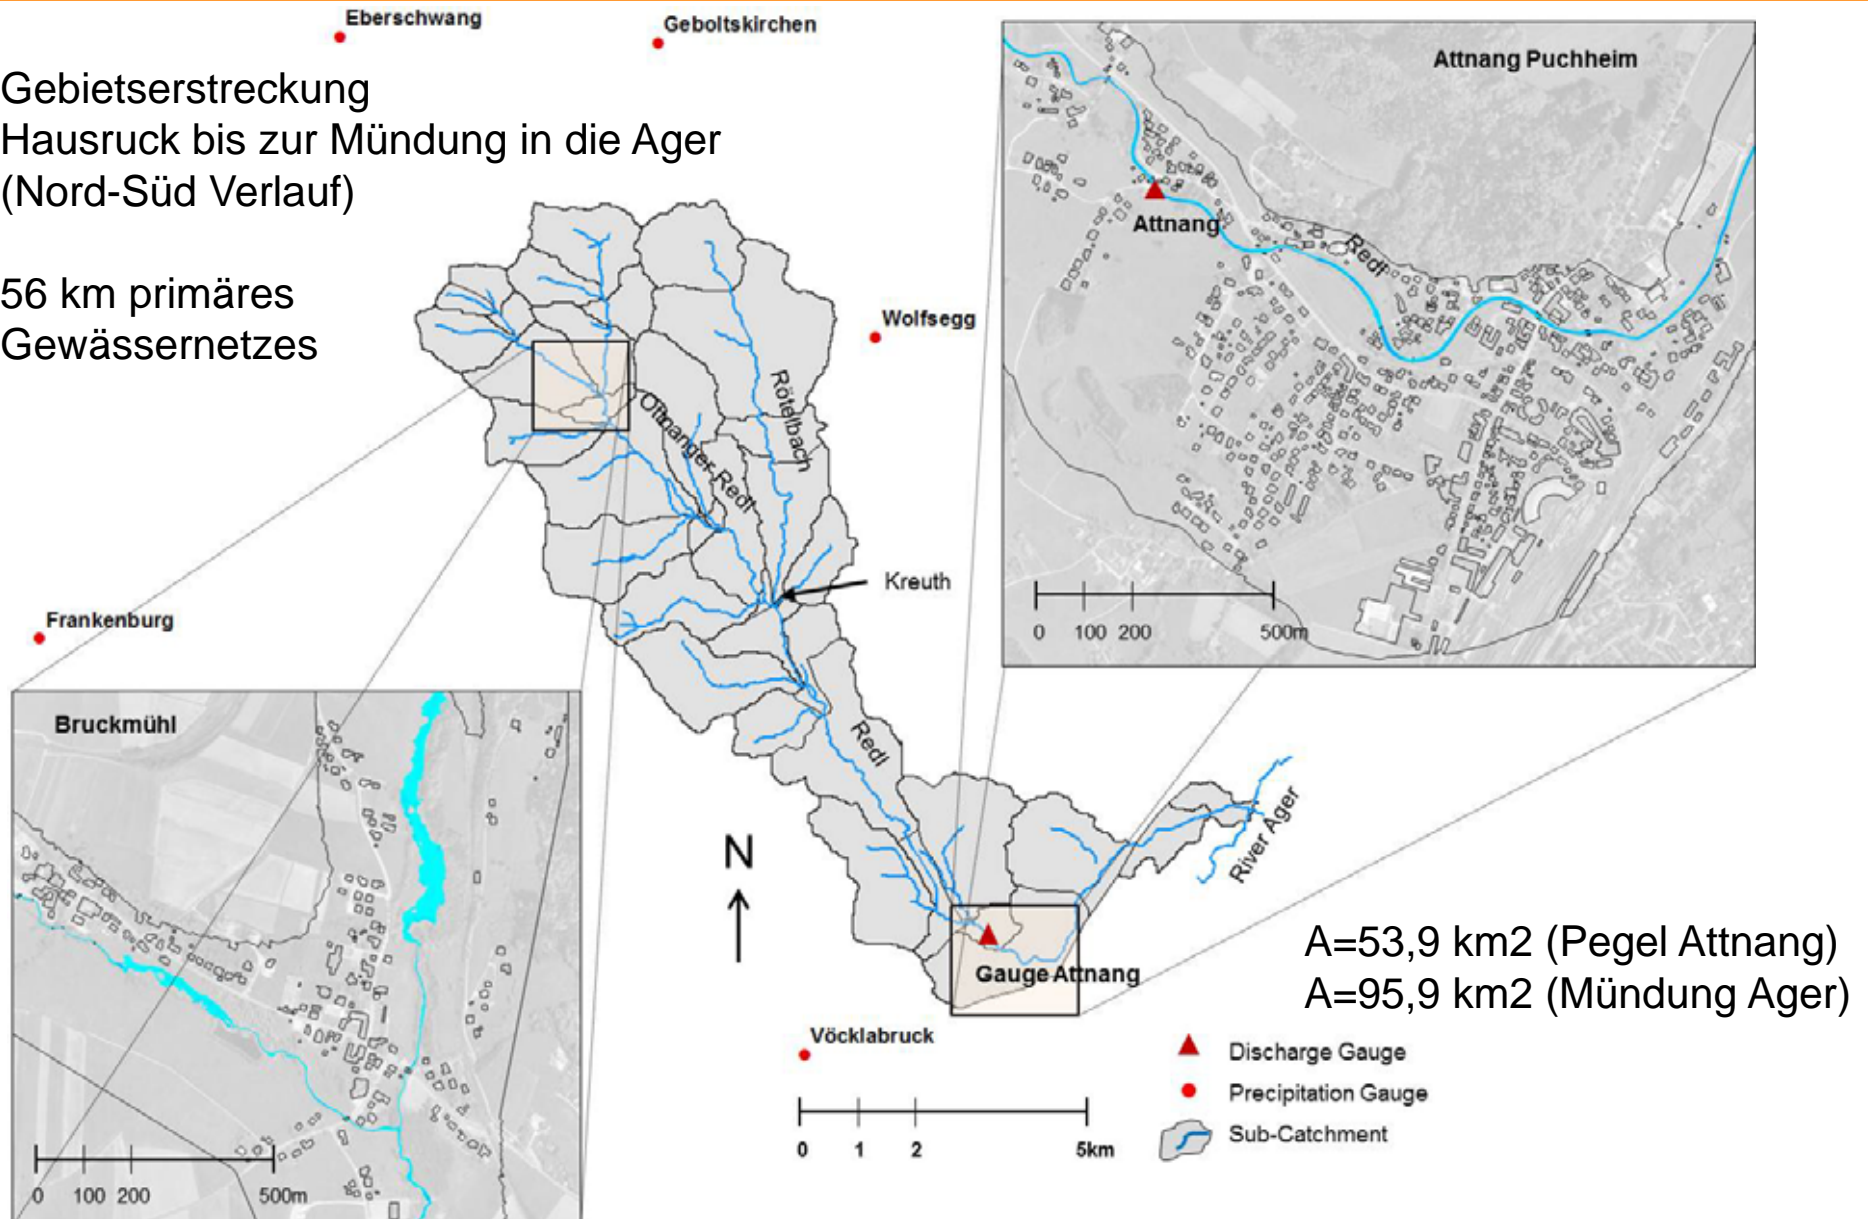 Eberschwang
Geboltskirchen
Gebietserstreckung
Hausruck bis zur Mündung in die Ager
(Nord-Süd Verlauf)
56 km primäres
Gewässernetzes
Attnang Puchheim
Attnang
Redl
0 100 200 500m
Wolfsegg
Rötelbach
Ottnanger-Redl
Kreuth
Frankenburg
Bruckmühl
0 100 200 500m
Redl
River Ager
N
Gauge Attnang
A=53,9 km2 (Pegel Attnang)
A=95,9 km2 (Mündung Ager)
Vöcklabruck
0 1 2 5km
Discharge Gauge
Precipitation Gauge
Sub-Catchment